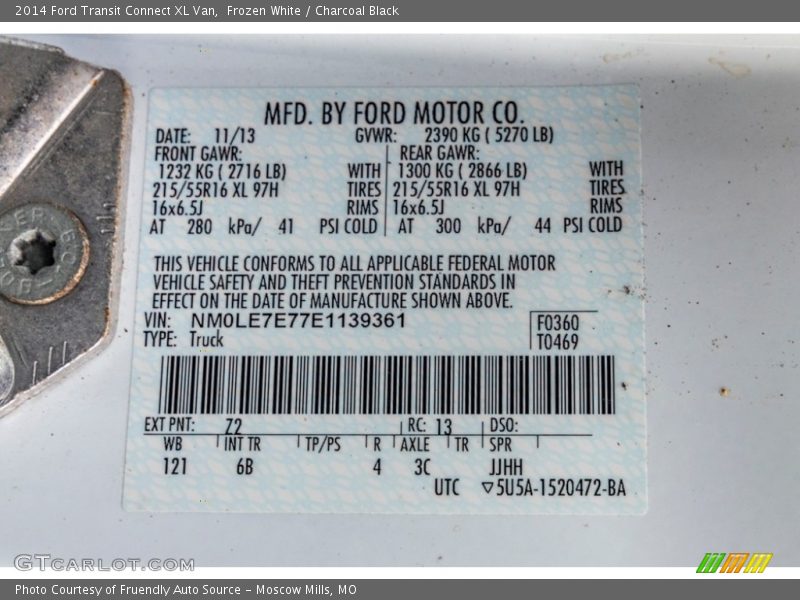 2014 Ford Transit Connect XL Van,  Frozen White / Charcoal Black
MFD. BY FORD MOTOR CO.
DATE: 11/13 GVWR: 2390 KG ( 5270 LB)
FRONT GAWR: REAR GAWR:
1232 KG ( 2716 LB) WITH 1300 KG ( 2866 LB) WITH
215/55R16 XL 97H TIRES 215/55R16 XL 97H TIRES
16x6.5J RIMS 16x6.5J RIMS
AT 280 kPa/ 41 PSI COLD AT 300 kPa/ 44 PSI COLD
THIS VEHICLE CONFORMS TO ALL APPLICABLE FEDERAL MOTOR
VEHICLE SAFETY AND THEFT PREVENTION STANDARDS IN
EFFECT ON THE DATE OF MANUFACTURE SHOWN ABOVE.
VIN: NM0LE7E77E1139361 F0360
TYPE: Truck T0469
EXT PNT: Z2 RC: 13 DSO:
WB INT TR TP/PS R AXLE TR SPR
121 6B 4 3C JJHH
UTC ▽5U5A-1520472-BA
GTCARLOT.COM
Photo Courtesy of Fruendly Auto Source - Moscow Mills, MO